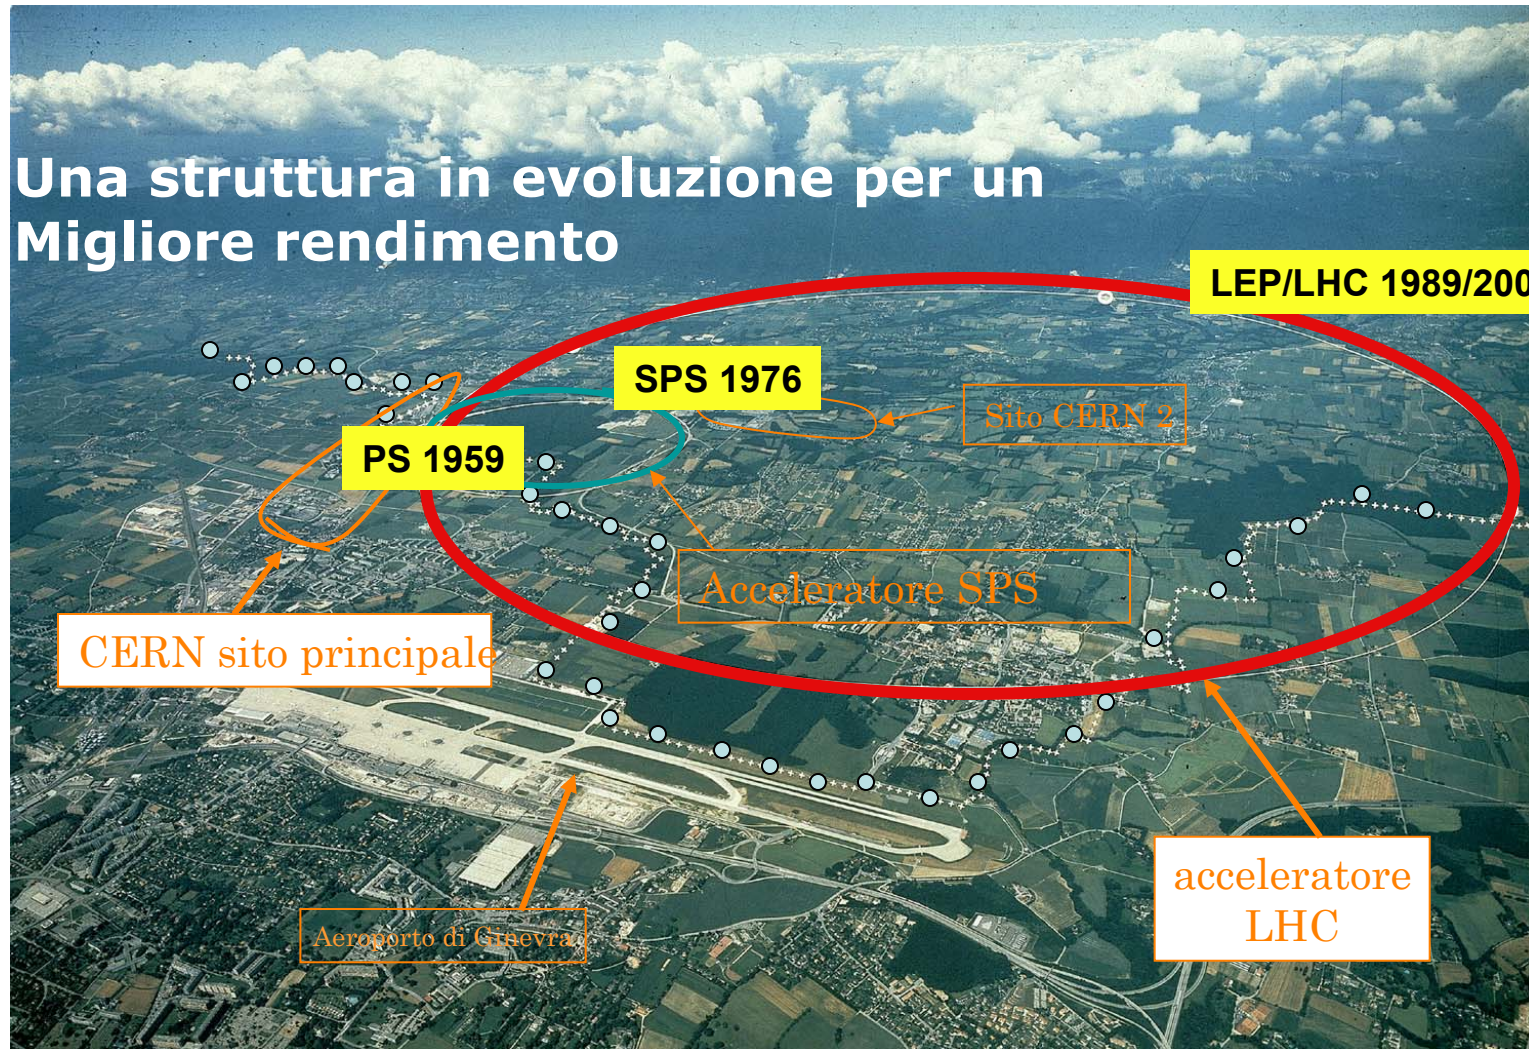 Una struttura in evoluzione per un
Migliore rendimento
LEP/LHC 1989/200
SPS 1976
Sito CERN 2
PS 1959
Acceleratore SPS
CERN sito principale
acceleratore
LHC
Aeroporto di Ginevra